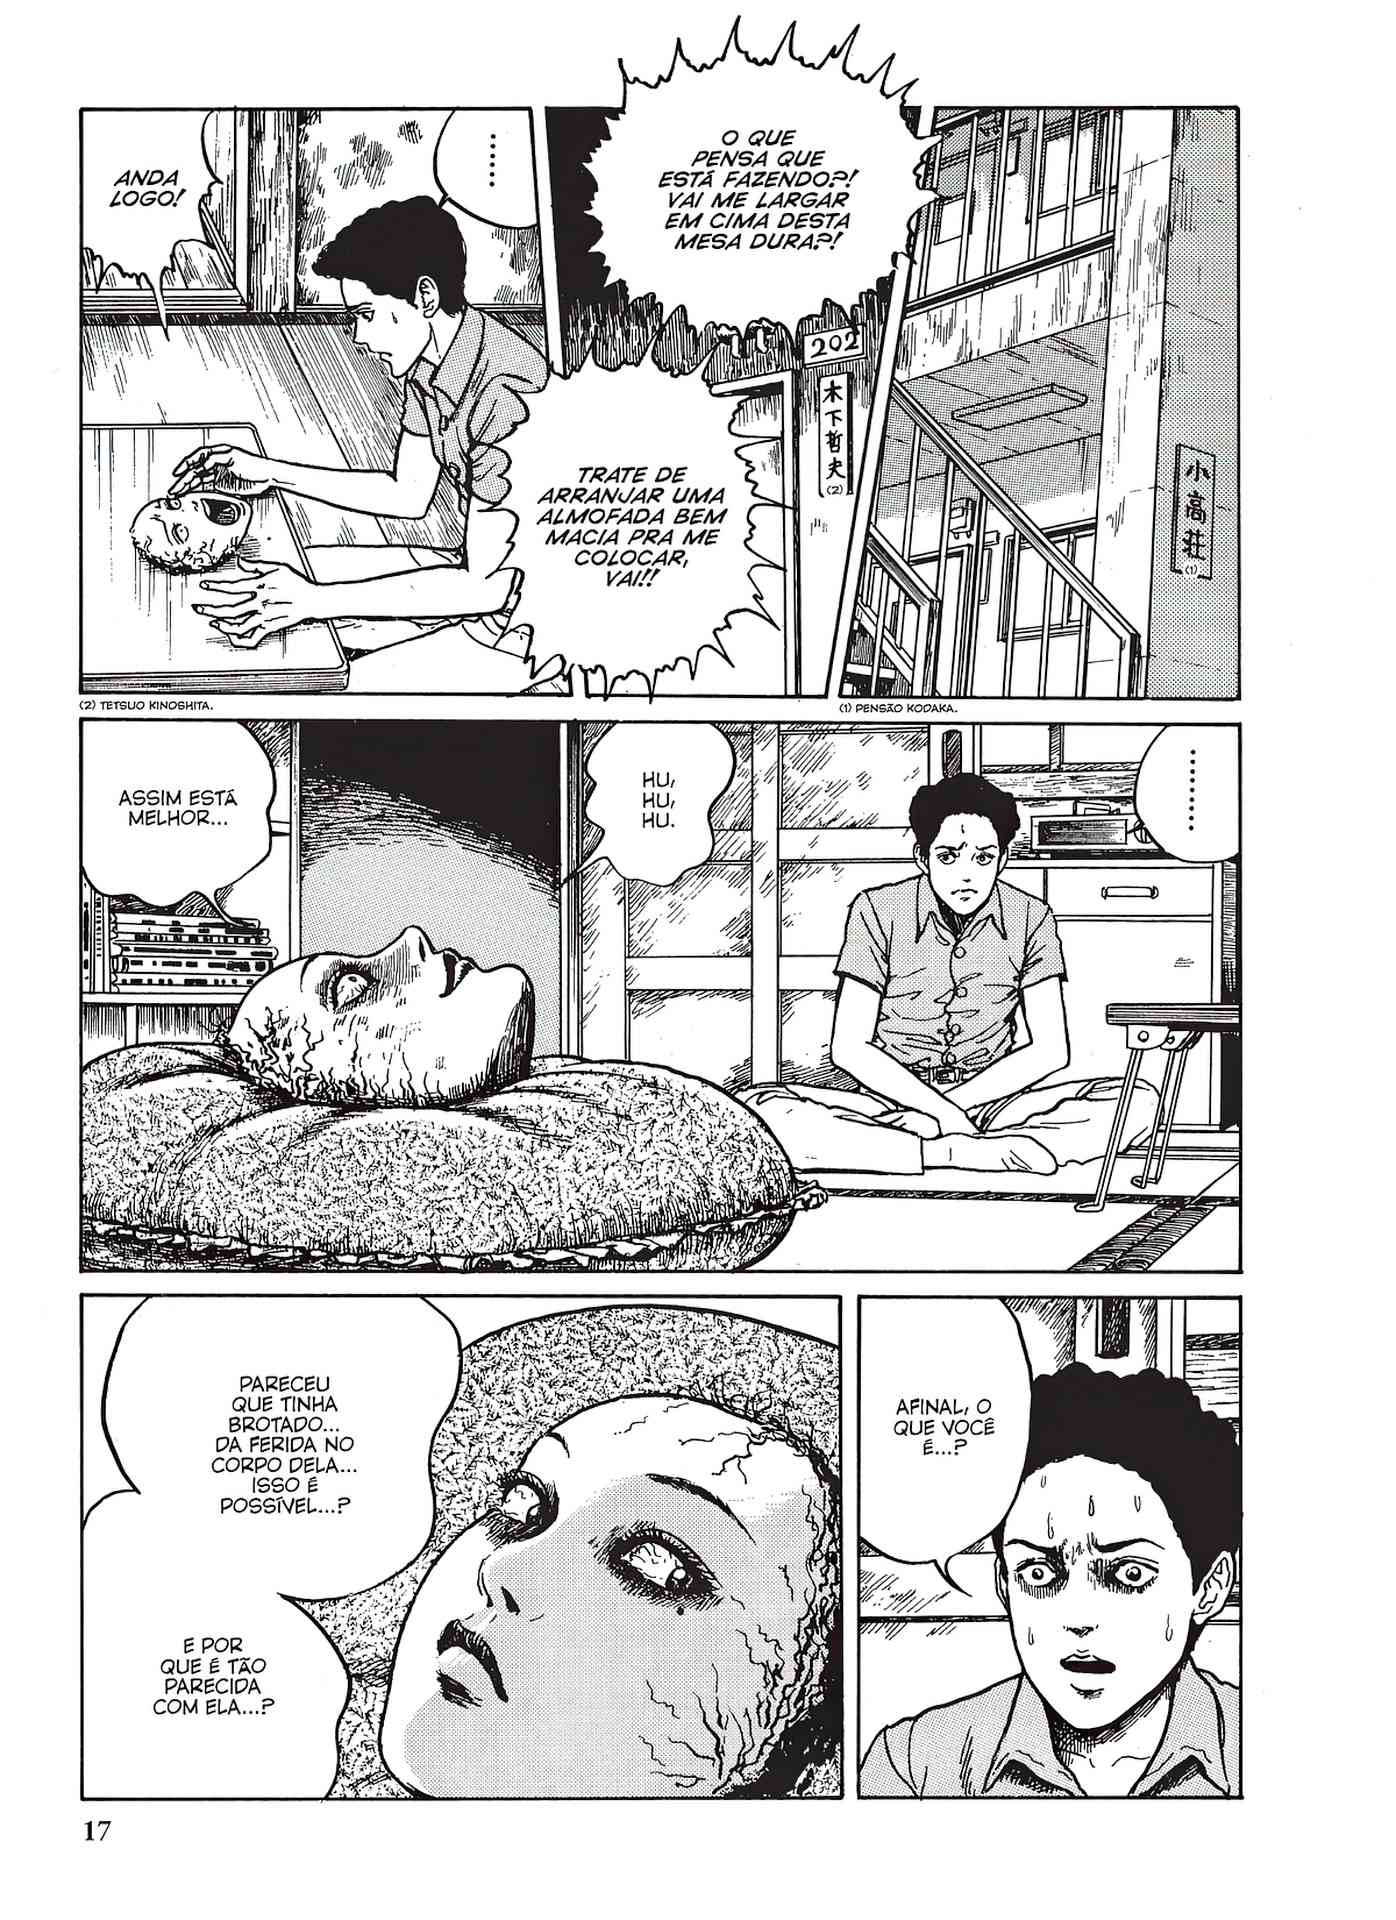 O QUE
PENSA QUE
ESTÁ FAZENDO?!
VAI ME LARGAR
EM CIMA DESTA
MESA DURA?!
小高荘
(1)
202
木下哲夫
(2)
TRATE DE
ARRANJAR UMA
ALMOFADA BEM
MACIA PRA ME
COLOCAR,
VAI!!
........
ANDA
LOGO!
(2) TETSUO KINOSHITA.
(1) PENSÃO KODAKA.
........
HU,
HU,
HU.
ASSIM ESTÁ
MELHOR...
AFINAL, O
QUE VOCÊ
É...?
PARECEU
QUE TINHA
BROTADO...
DA FERIDA NO
CORPO DELA...
ISSO É
POSSÍVEL...?
E POR
QUE É TÃO
PARECIDA
COM ELA...?
17